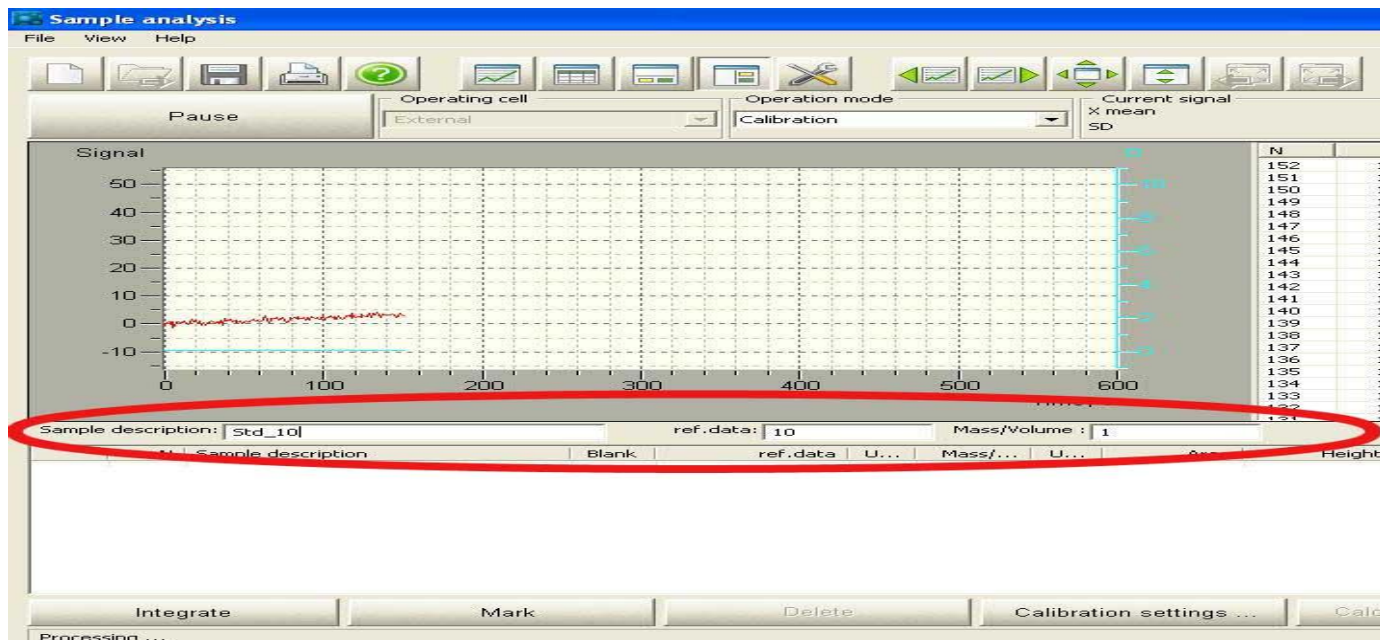 Sample analysis
File View Help
Pause
Operating cell
External
Operation mode
Calibration
Current signal
X mean
SD
Signal
50
40
30
20
10
0
-10
0 100 200 300 400 500 600
N
152
151
150
149
148
147
146
145
144
143
142
141
140
139
138
137
136
135
134
133
Sample description: Std_10 ref.data: 10 Mass/Volume : 1
N Sample description Blank ref.data U... Mass/... U... Height
Integrate Mark Delete Calibration settings ...
Processing ...